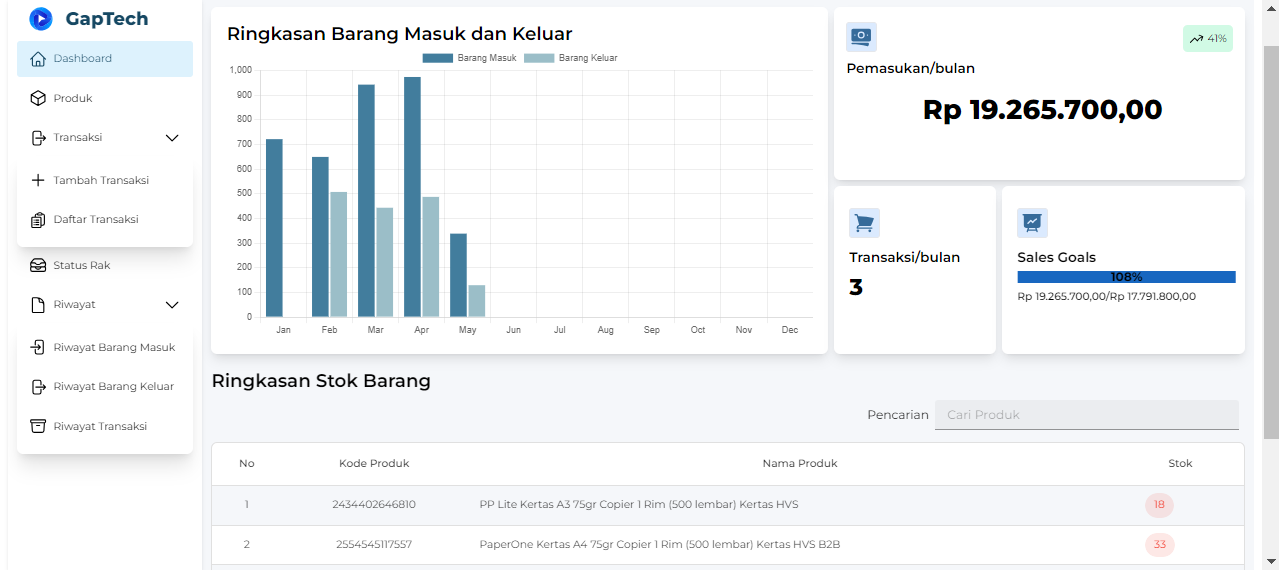 GapTech
Dashboard
Produk
Transaksi
Tambah Transaksi
Daftar Transaksi
Status Rak
Riwayat
Riwayat Barang Masuk
Riwayat Barang Keluar
Riwayat Transaksi
Ringkasan Barang Masuk dan Keluar
Barang Masuk Barang Keluar
1,000
900
800
700
600
500
400
300
200
100
0
Jan Feb Mar Apr May Jun Jul Aug Sep Oct Nov Dec
41%
Pemasukan/bulan
Rp 19.265.700,00
Transaksi/bulan
3
Sales Goals
108%
Rp 19.265.700,00/Rp 17.791.800,00
Ringkasan Stok Barang
Pencarian Cari Produk
No Kode Produk Nama Produk Stok
1 2434402646810 PP Lite Kertas A3 75gr Copier 1 Rim (500 lembar) Kertas HVS 18
2 2554545117557 PaperOne Kertas A4 75gr Copier 1 Rim (500 lembar) Kertas HVS B2B 33